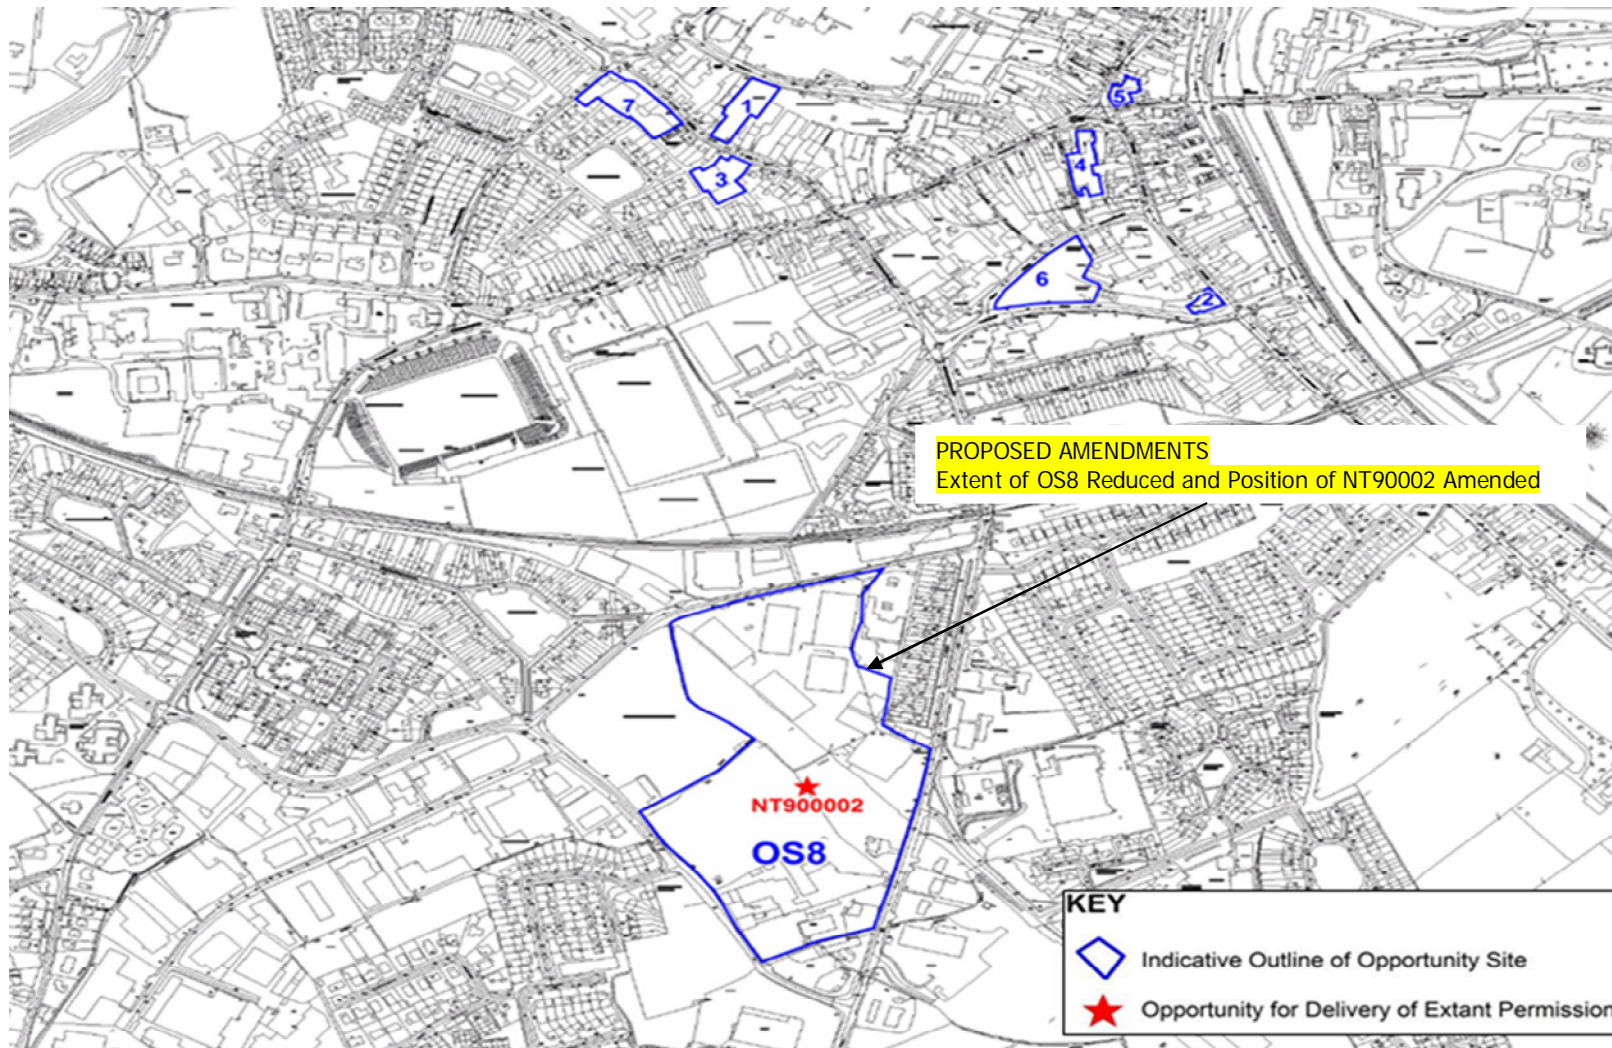 7
1
5
3
4
6
2
PROPOSED AMENDMENTS
Extent of OS8 Reduced and Position of NT90002 Amended
NT900002
OS8
KEY
Indicative Outline of Opportunity Site
Opportunity for Delivery of Extant Permission